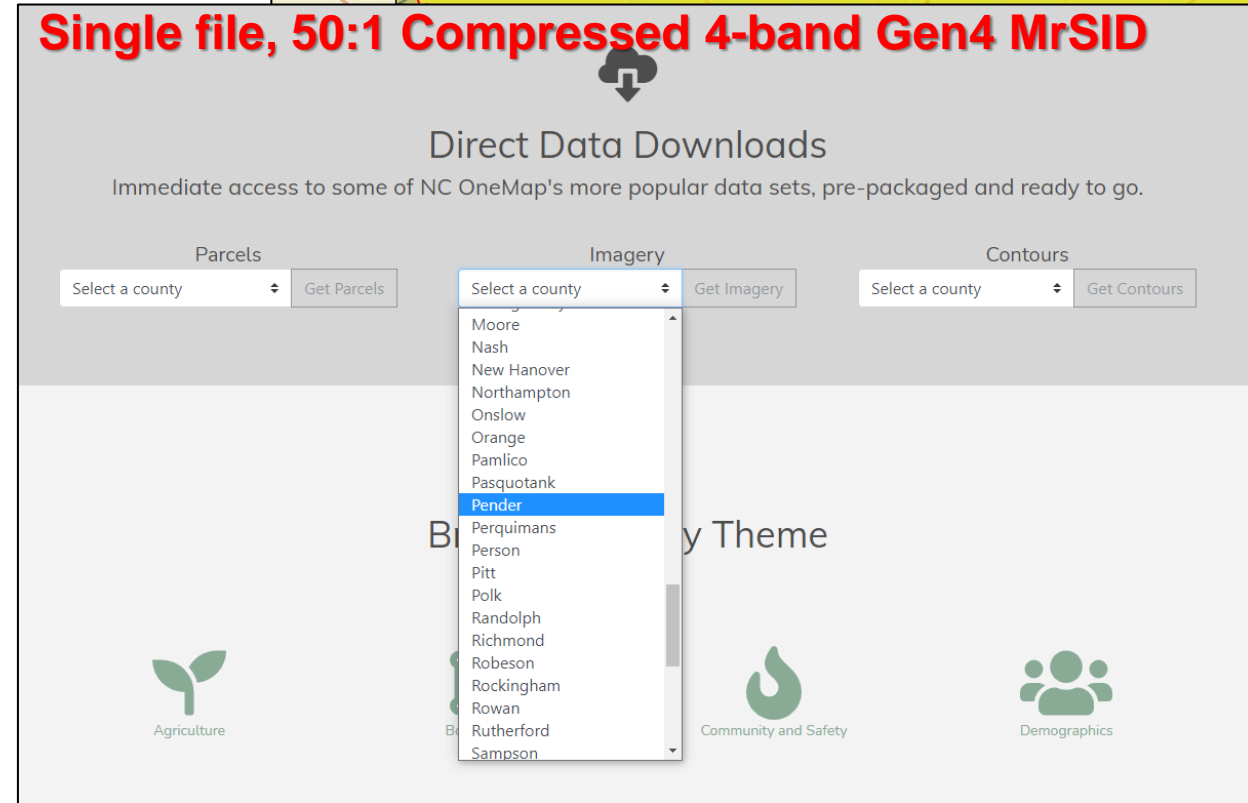 Single file, 50:1 Compressed 4-band Gen4 MrSID
Direct Data Downloads
Immediate access to some of NC OneMap's more popular data sets, pre-packaged and ready to go.
Parcels
Imagery
Contours
Select a county
Get Parcels
Select a county
Get Imagery
Select a county
Get Contours
Moore
Nash
New Hanover
Northampton
Onslow
Orange
Pamlico
Pasquotank
Pender
Perquimans
Person
Pitt
Polk
Randolph
Richmond
Robeson
Rockingham
Rowan
Rutherford
Sampson
y Theme
Agriculture
Community and Safety
Demographics